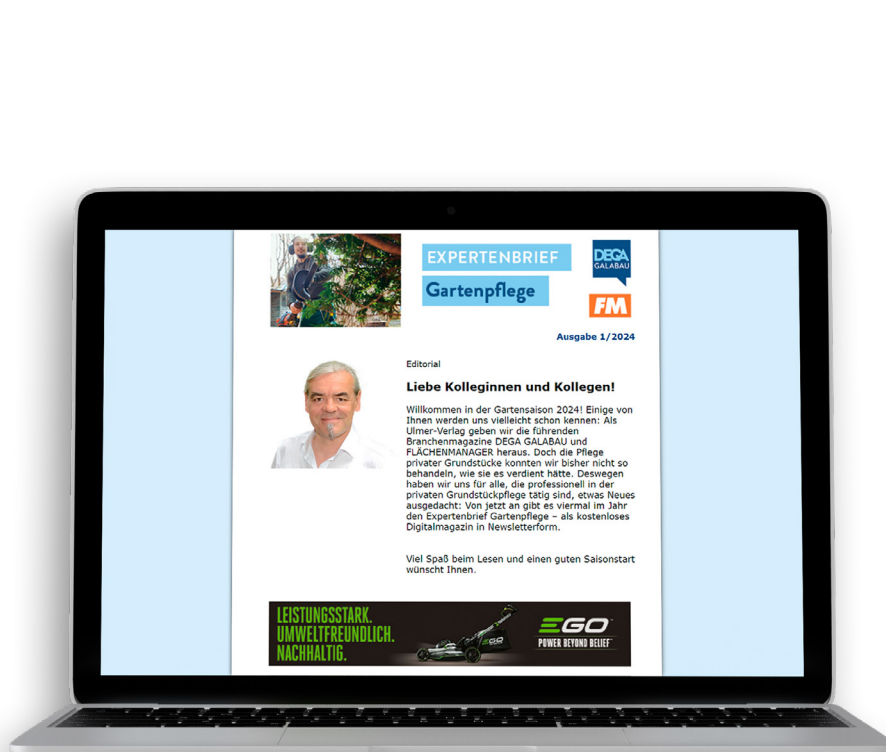 EXPERTENBRIEF
Gartenpflege
DEGA
GALABAU
FM
Ausgabe 1/2024
Editorial
Liebe Kolleginnen und Kollegen!
Willkommen in der Gartensaison 2024! Einige von
Ihnen werden uns vielleicht schon kennen: Als
Ulmer-Verlag geben wir die führenden
Branchenmagazine DEGA GALABAU und
FLÄCHENMANAGER heraus. Doch die Pflege
privater Grundstücke konnten wir bisher nicht so
behandeln, wie sie es verdient hätte. Deswegen
haben wir uns für alle, die professionell in der
privaten Grundstückpflege tätig sind, etwas Neues
ausgedacht: Von jetzt an gibt es viermal im Jahr
den Expertenbrief Gartenpflege – als kostenloses
Digitalmagazin in Newsletterform.
Viel Spaß beim Lesen und einen guten Saisonstart
wünscht Ihnen.
LEISTUNGSSTARK.
UMWELTFREUNDLICH.
NACHHALTIG.
EGO
EGO
POWER BEYOND BELIEF™